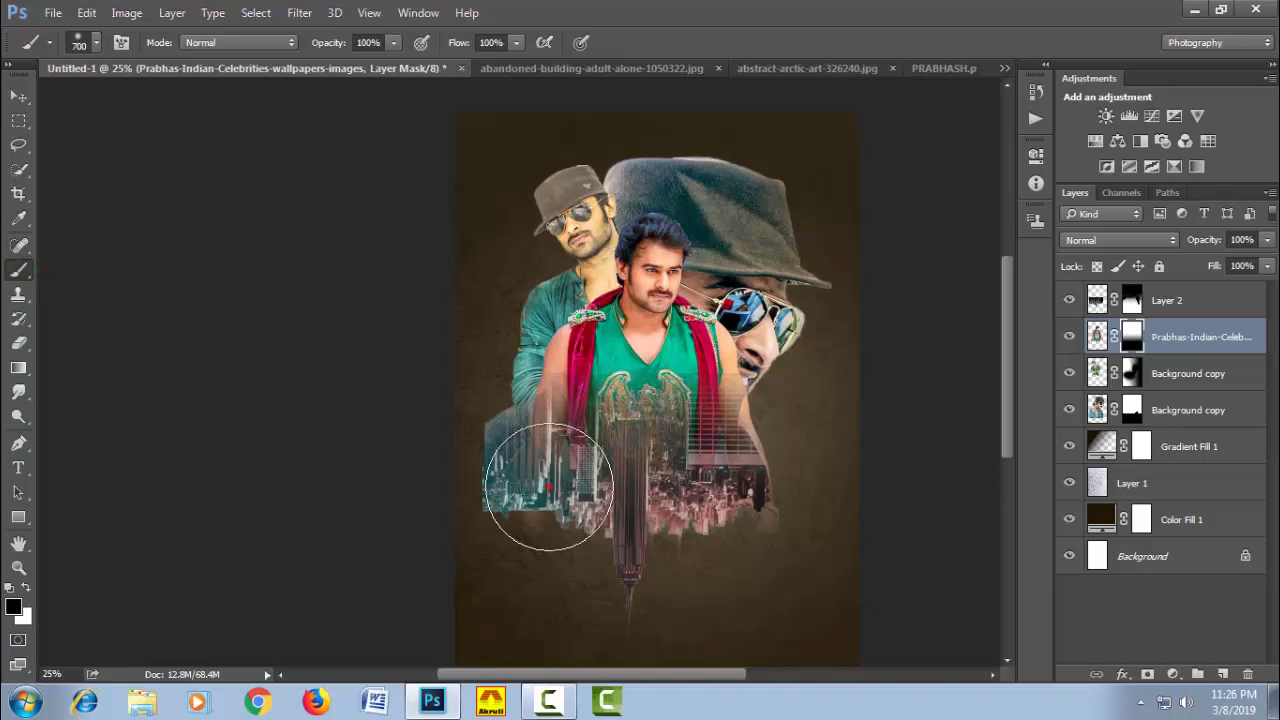 Ps File Edit Image Layer Type Select Filter 3D View Window Help
700 Mode: Normal Opacity: 100% Flow: 100% Photography
Untitled-1 @ 25% (Prabhas-Indian-Celebrities-wallpapers-images, Layer Mask/8) * × abandoned-building-adult-alone-1050322.jpg × abstract-arctic-art-326240.jpg × PRABHASH.p
Adjustments
Add an adjustment
Layers Channels Paths
Kind
Normal Opacity: 100%
Lock: Fill: 100%
Layer 2
Prabhas-Indian-Celeb...
Background copy
Background copy
Gradient Fill 1
Layer 1
Color Fill 1
Background
25% Doc: 12.8M/68.4M
Ps Akruti
11:26 PM
3/8/2019